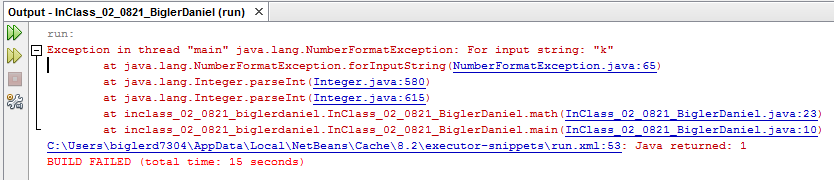 Output - InClass_02_0821_BiglerDaniel (run) ×
run:
Exception in thread "main" java.lang.NumberFormatException: For input string: "k"
at java.lang.NumberFormatException.forInputString(NumberFormatException.java:65)
at java.lang.Integer.parseInt(Integer.java:580)
at java.lang.Integer.parseInt(Integer.java:615)
at inclass_02_0821_biglerdaniel.InClass_02_0821_BiglerDaniel.math(InClass_02_0821_BiglerDaniel.java:23)
at inclass_02_0821_biglerdaniel.InClass_02_0821_BiglerDaniel.main(InClass_02_0821_BiglerDaniel.java:10)
C:\Users\biglerd7304\AppData\Local\NetBeans\Cache\8.2\executor-snippets\run.xml:53: Java returned: 1
BUILD FAILED (total time: 15 seconds)